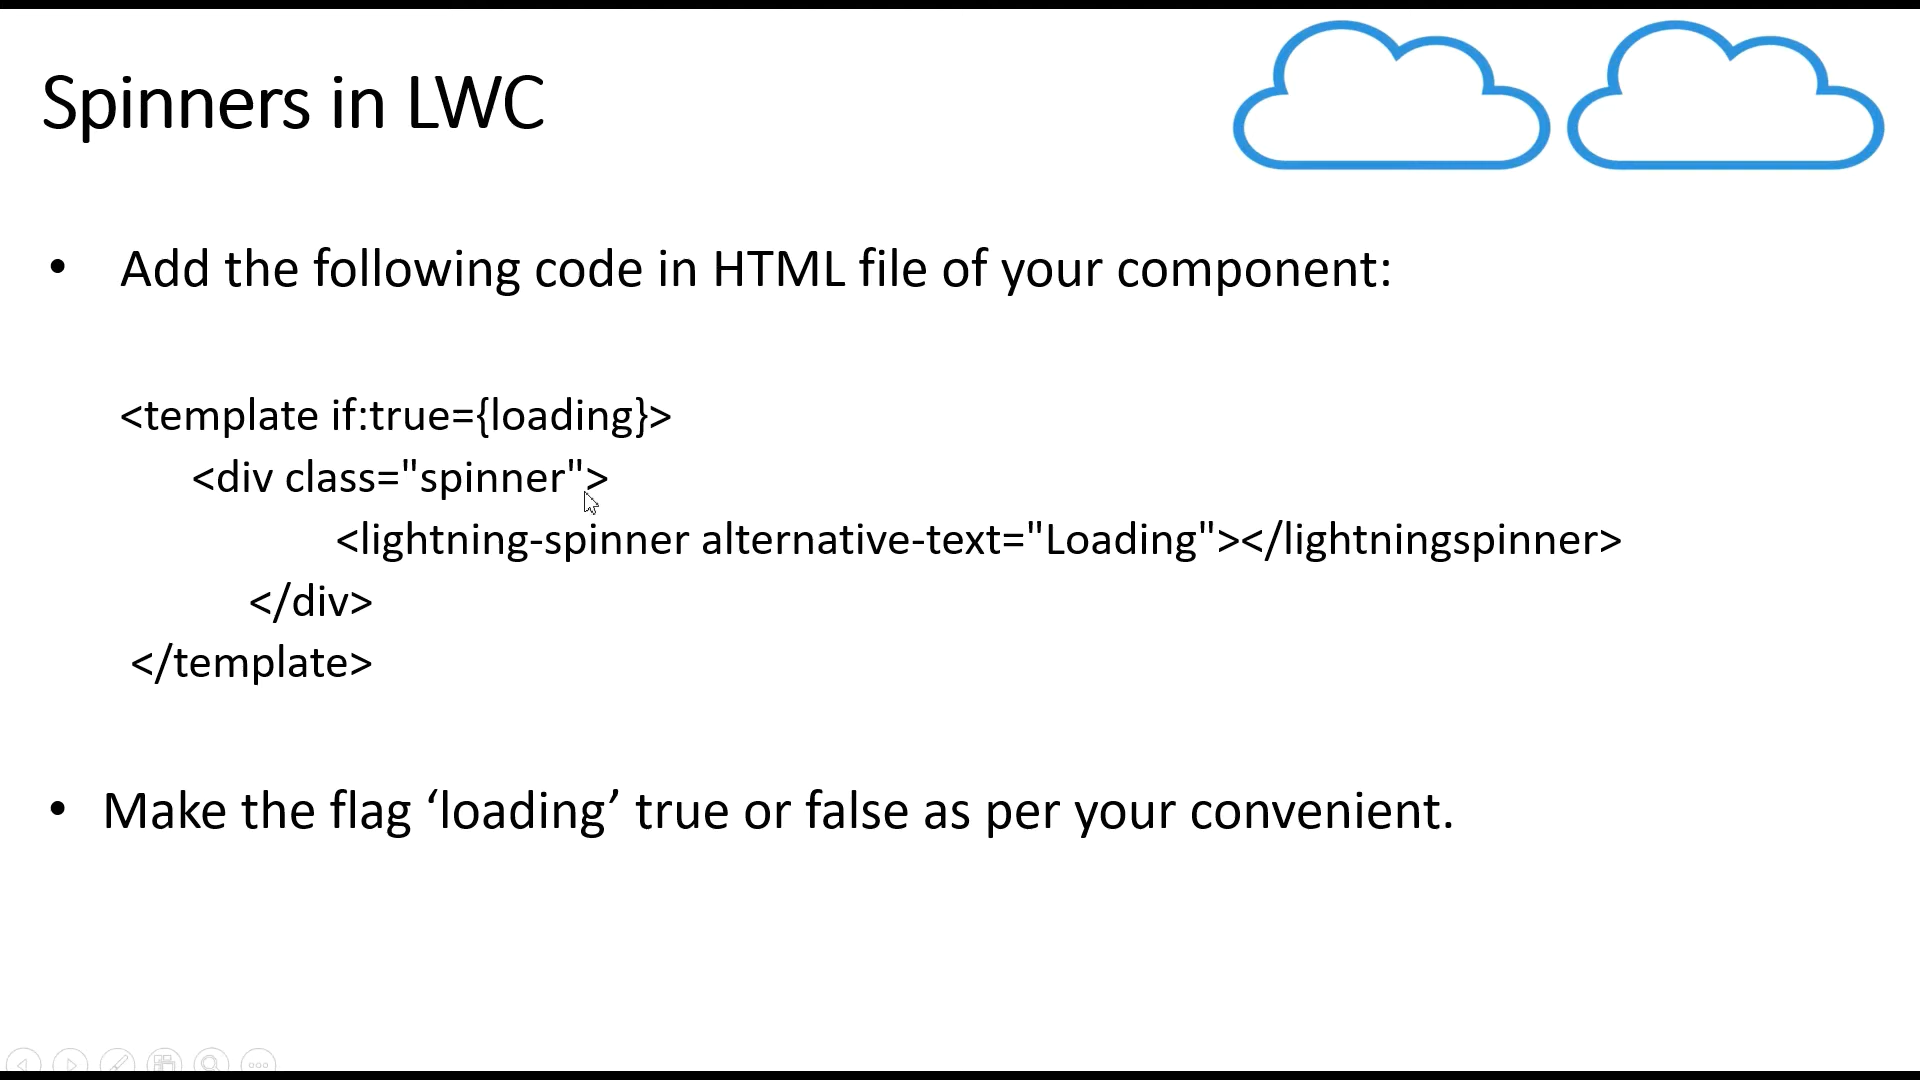 Spinners in LWC
• Add the following code in HTML file of your component:
<template if:true={loading}>
<div class="spinner">
<lightning-spinner alternative-text="Loading"></lightningspinner>
</div>
</template>
• Make the flag ‘loading’ true or false as per your convenient.